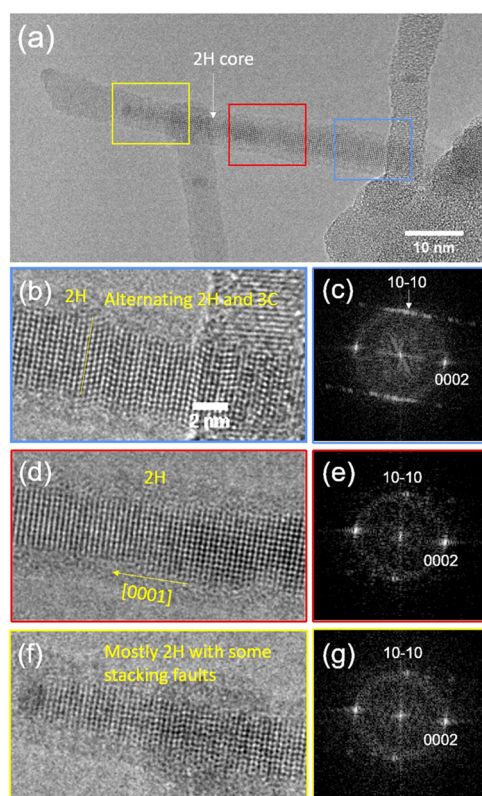 (a)
2H core
10 nm
(b)
2H
Alternating 2H and 3C
2 nm
(c)
10-10
0002
(d)
2H
[0001]
(e)
10-10
0002
(f)
Mostly 2H with some
stacking faults
(g)
10-10
0002